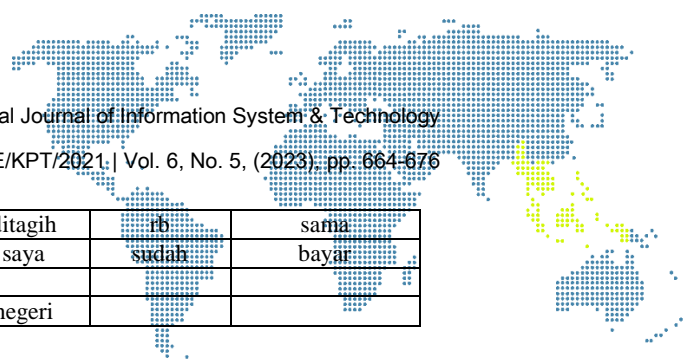 al Journal of Information System & Technology
E/KPT/2021 | Vol. 6, No. 5, (2023), pp. 664-676
litagih rb sama
saya sudah bayar
negeri